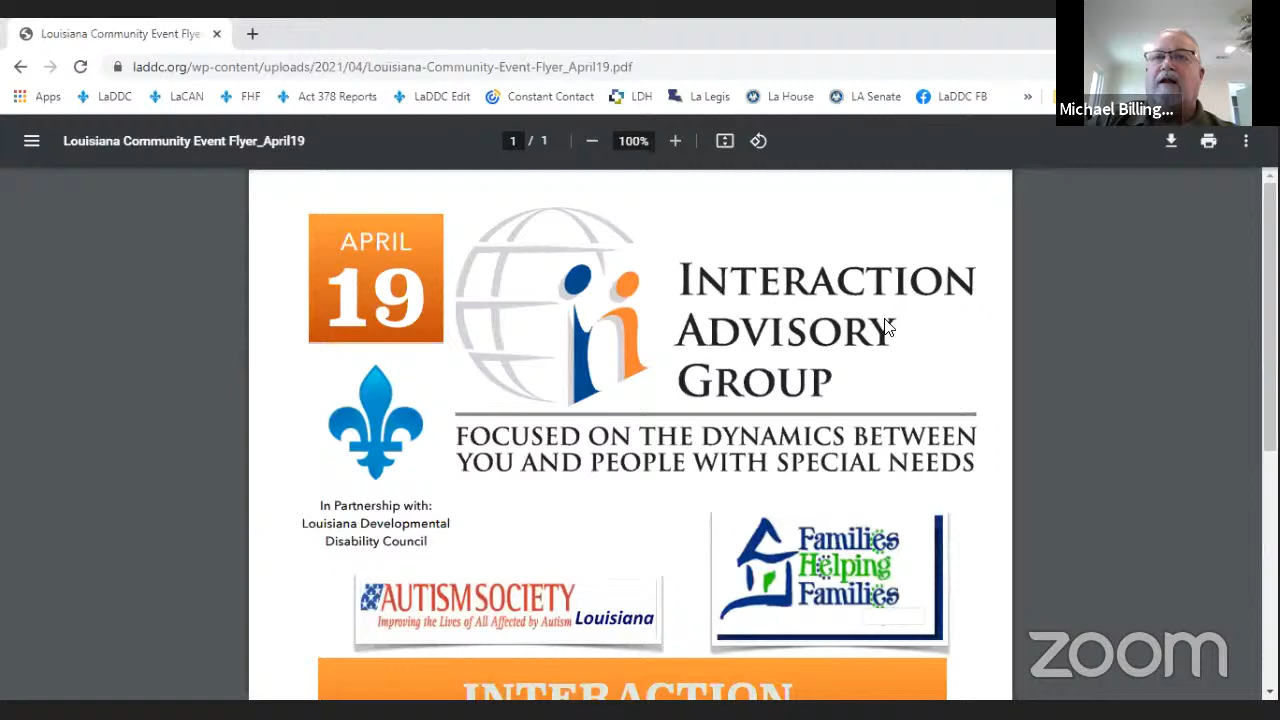 Louisiana Community Event Flye
laddc.org/wp-content/uploads/2021/04/Louisiana-Community-Event-Flyer_April19.pdf
Apps LaDDC LaCAN FHF Act 378 Reports LaDDC Edit Constant Contact LDH La Legis La House LA Senate LaDDC FB »
Michael Billing...
Louisiana Community Event Flyer_April19 1 / 1 100%
APRIL
19
INTERACTION
ADVISORY
GROUP
FOCUSED ON THE DYNAMICS BETWEEN
YOU AND PEOPLE WITH SPECIAL NEEDS
In Partnership with:
Louisiana Developmental
Disability Council
Families
Helping
Families
AUTISM SOCIETY
Improving the Lives of All Affected by Autism Louisiana
zoom
INTERACTION